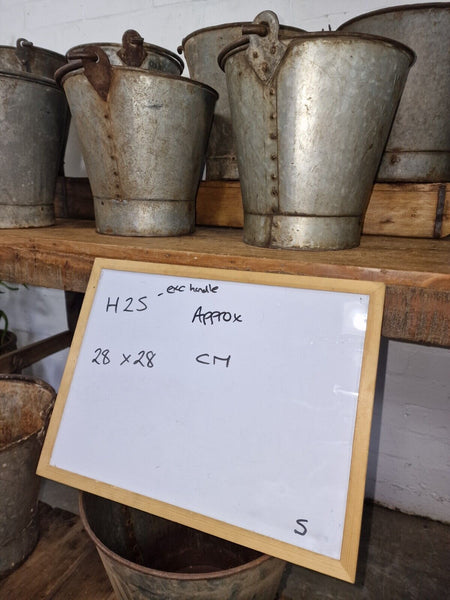 H25 - exc handle
Approx
28 x 28 CM
S